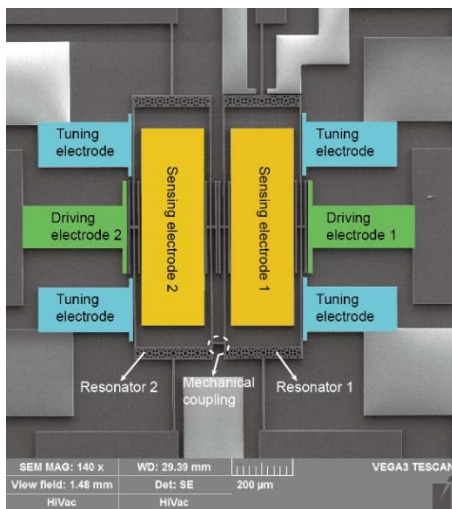 Tuning
electrode
Tuning
electrode
Sensing electrode 2
Sensing electrode 1
Driving
electrode 2
Driving
electrode 1
Tuning
electrode
Tuning
electrode
Resonator 2
Mechanical
coupling
Resonator 1
SEM MAG: 140 x
WD: 29.39 mm
VEGA3 TESCAN
View field: 1.48 mm
Det: SE
200 µm
HiVac
HiVac